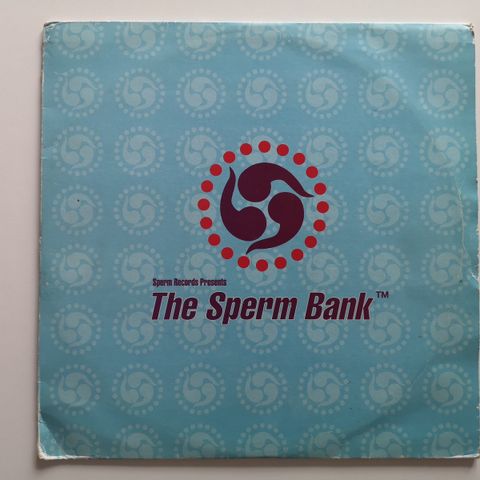 Sperm Records Presents
The Sperm Bank™